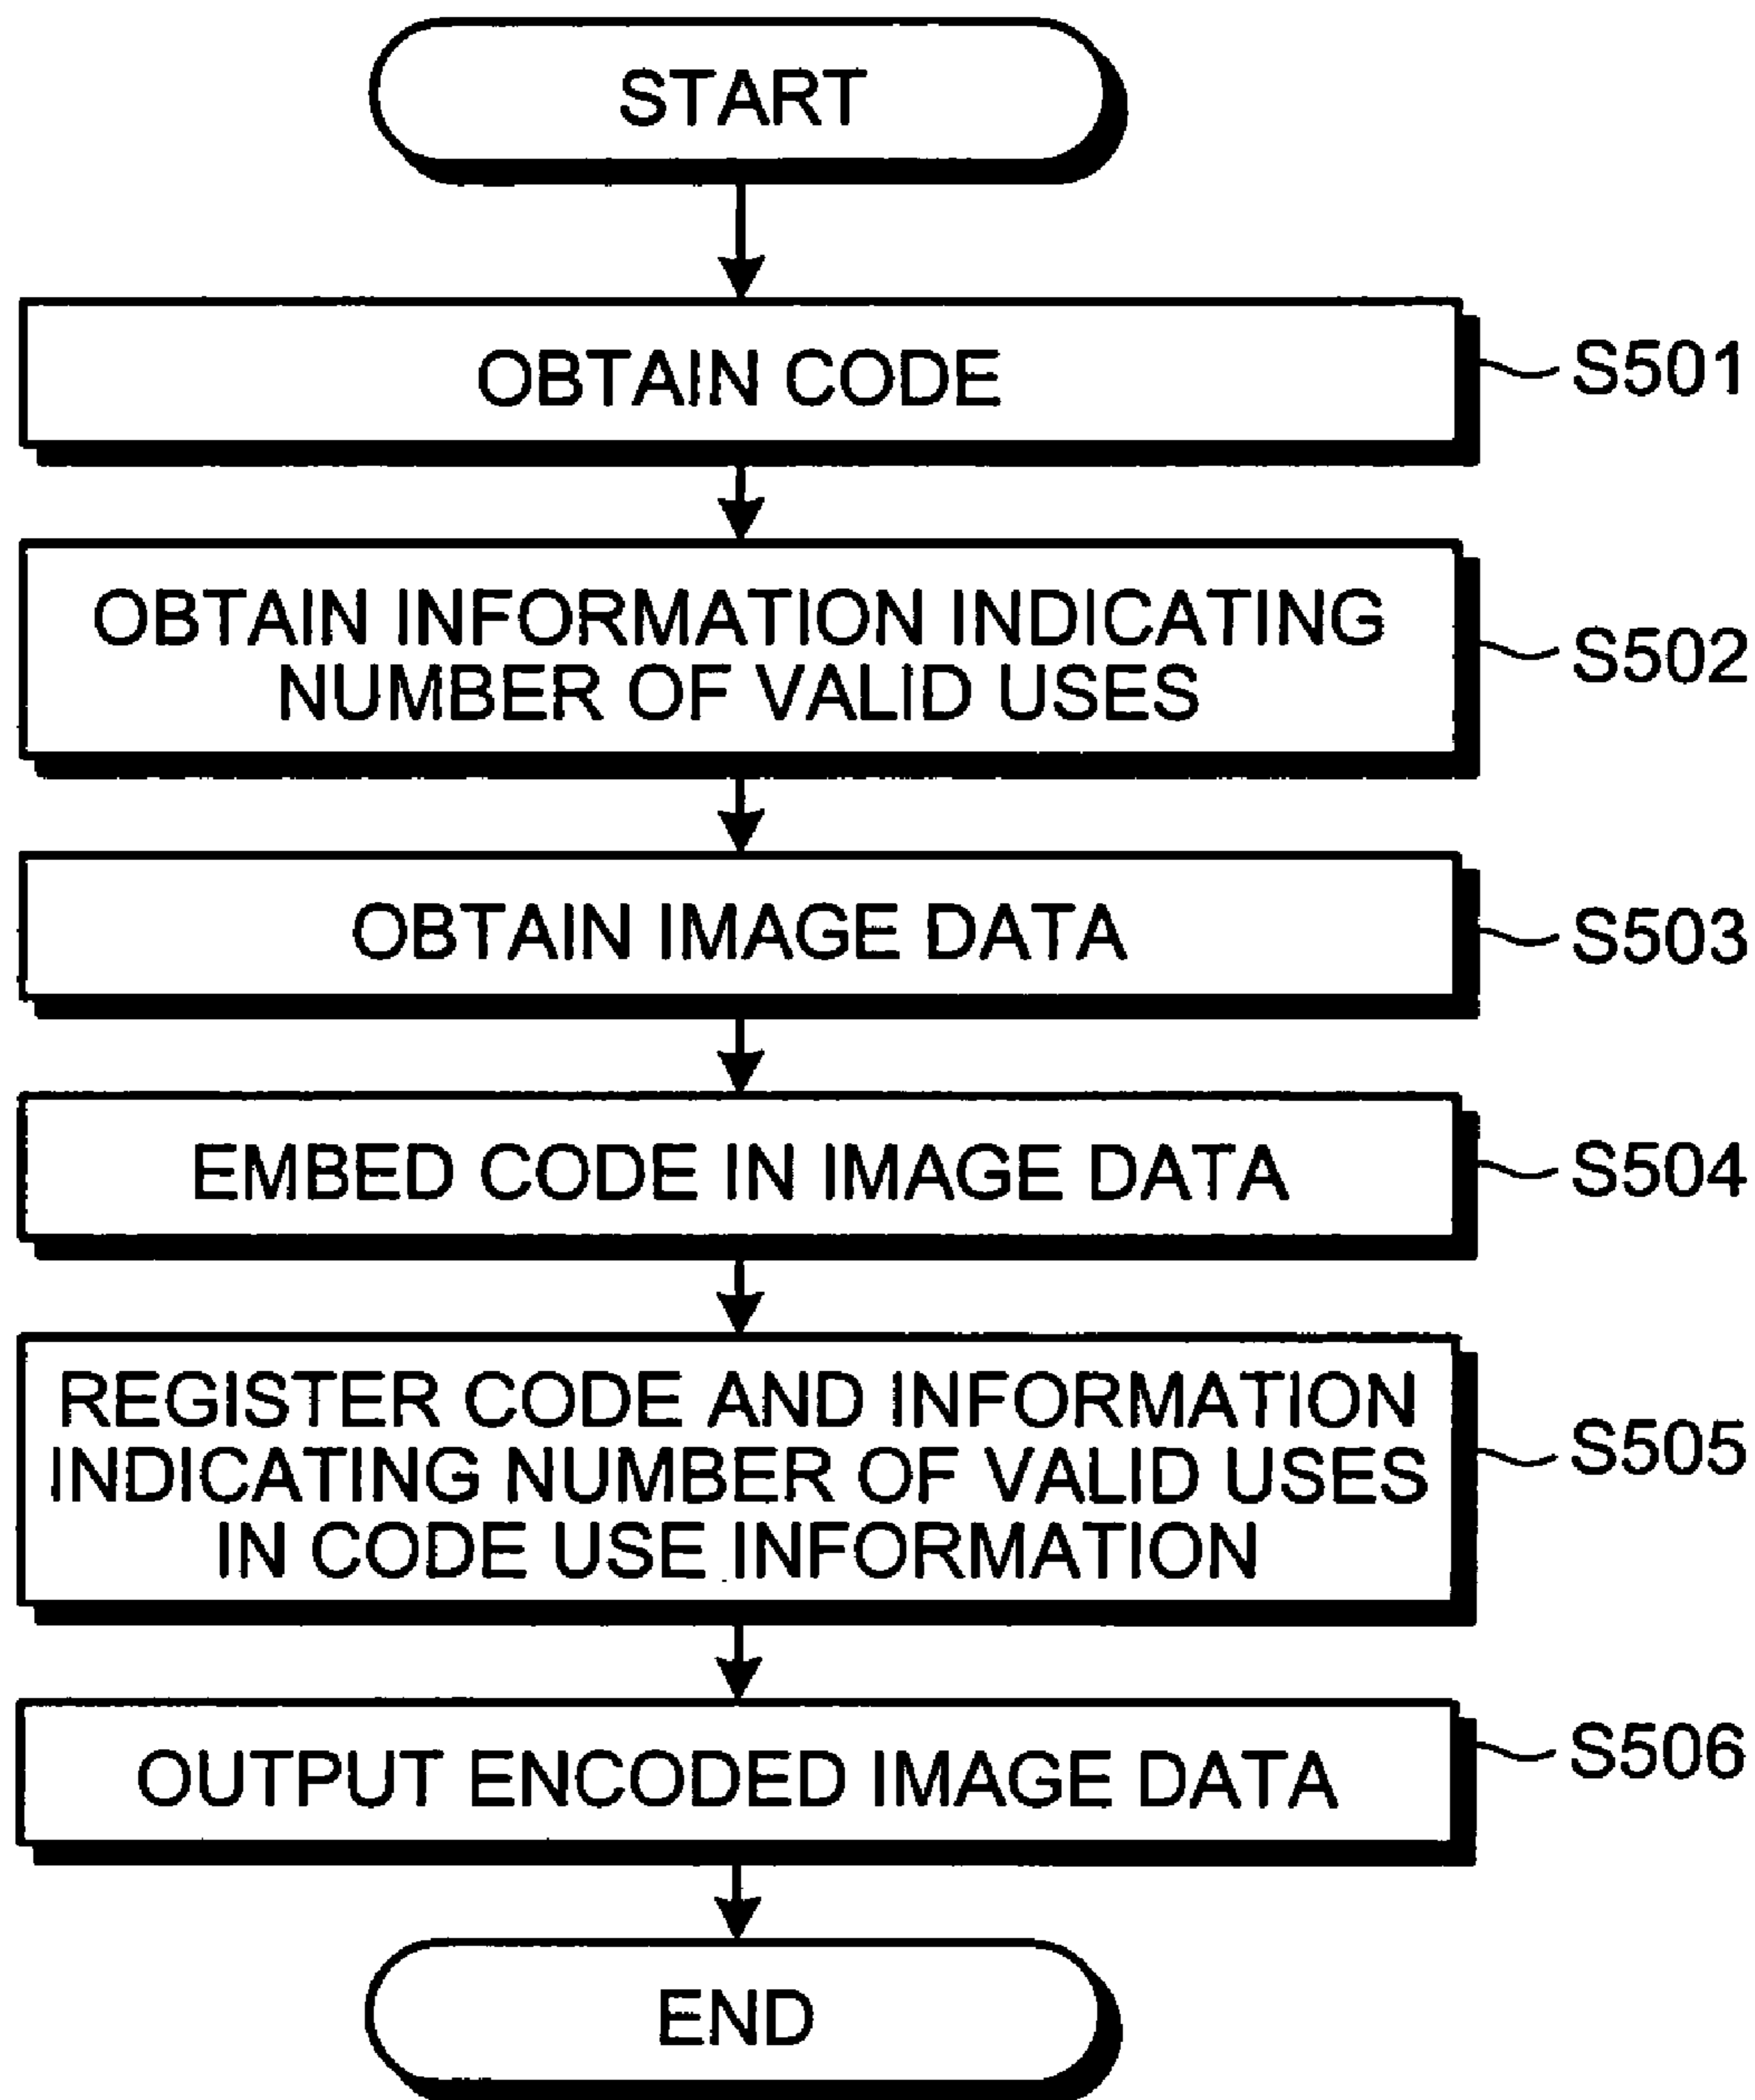 START
OBTAIN CODE
S501
OBTAIN INFORMATION INDICATING
NUMBER OF VALID USES
S502
OBTAIN IMAGE DATA
S503
EMBED CODE IN IMAGE DATA
S504
REGISTER CODE AND INFORMATION
INDICATING NUMBER OF VALID USES
IN CODE USE INFORMATION
S505
OUTPUT ENCODED IMAGE DATA
S506
END